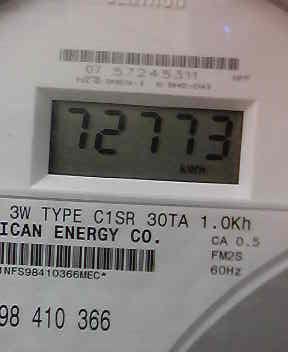 07 57245311
72773
3W TYPE C1SR 30TA 1.0Kh
ICAN ENERGY CO.
CA 0.5
FM2S
60Hz
NFS98410366MEC*
98 410 366